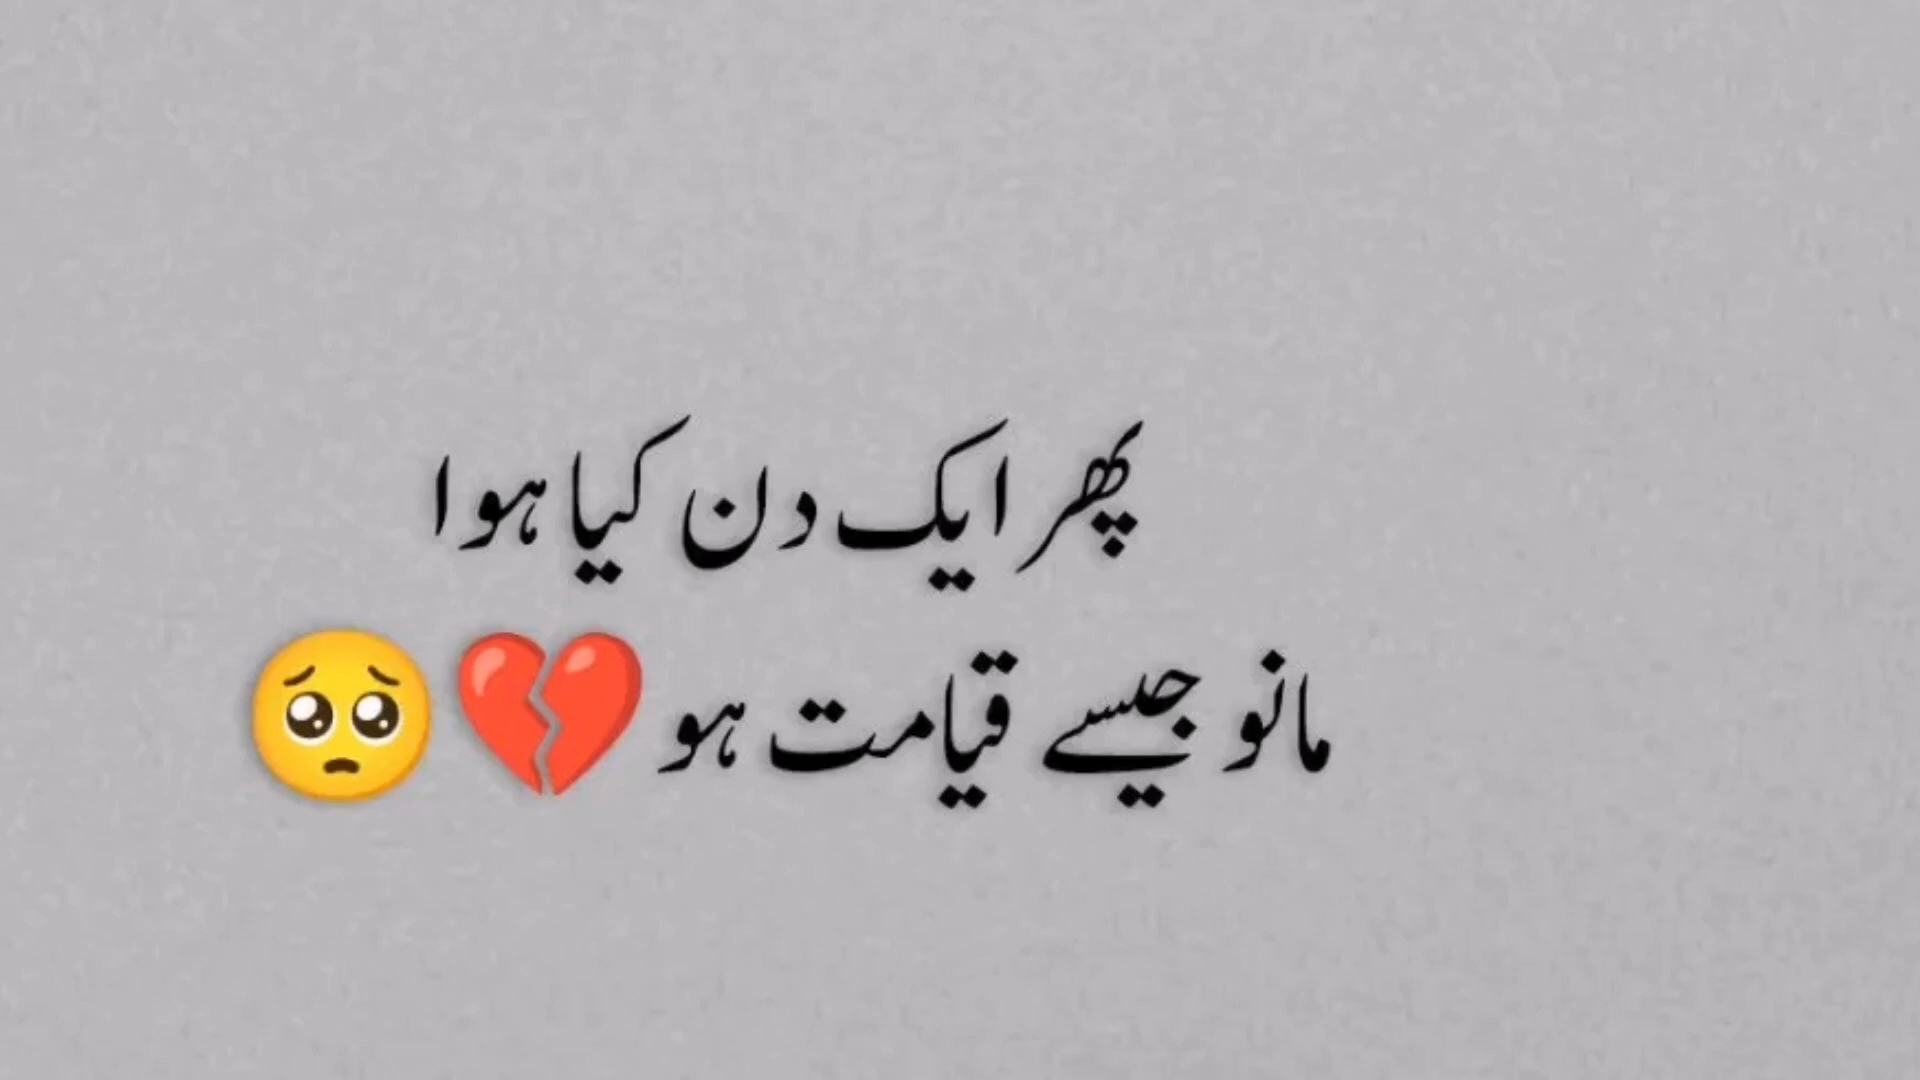 پھر ایک دن کیا ہوا
مانو جیسے قیامت ہو 💔🥺